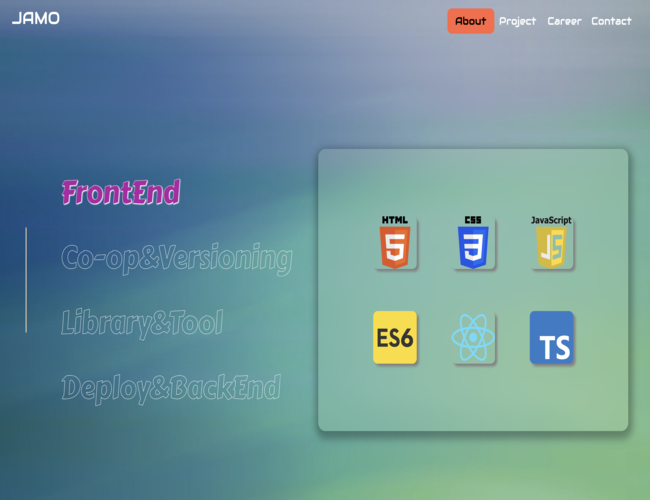 JAMO
About Project Career Contact
FrontEnd
Co-op&Versioning
Library&Tool
Deploy&BackEnd
HTML CSS JavaScript
5 3 JS
ES6 TS